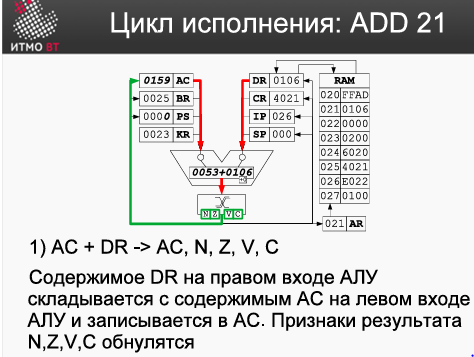 ИТМО ВТ
Цикл исполнения: ADD 21
0159 AC
DR 0106
RAM
0025 BR
CR 4021
020 FFAD
0000 PS
IP 026
021 0106
0023 KR
SP 000
022 0000
023 0200
024 6020
0053+0106
025 4021
026 E022
027 0100
N Z V C
021 AR
1) AC + DR -> AC, N, Z, V, C
Содержимое DR на правом входе АЛУ
складывается с содержимым AC на левом входе
АЛУ и записывается в AC. Признаки результата
N,Z,V,C обнулятся